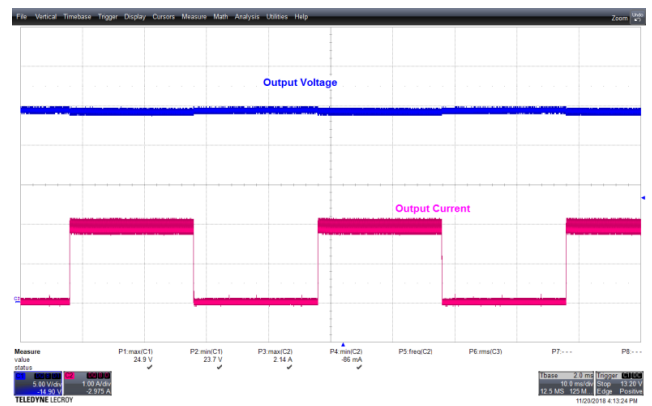 File Vertical Timebase Trigger Display Cursors Measure Math Analysis Utilities Help
Zoom Undo
Output Voltage
Output Current
C2
Measure P1:max(C1) P2:min(C1) P3:max(C2) P4:min(C2) P5:freq(C2) P6:rms(C3) P7:--- P8:---
value 24.9 V 23.7 V 2.14 A -86 mA
status
5.00 V/div 1.00 A/div
-14.90 V -2.975 A
Tbase 2.0 ms Trigger
10.0 ms/div Stop 13.20 V
12.5 MS 125 M Edge Positive
TELEDYNE LECROY
11/20/2018 4:13:24 PM